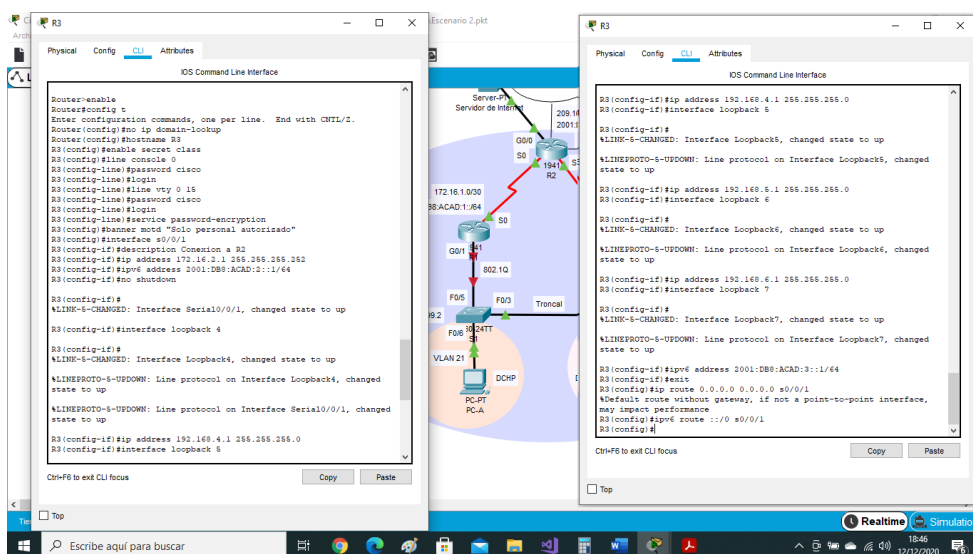 \Escenario 2.pkt
R3
Physical Config CLI Attributes
IOS Command Line Interface
Router>enable
Router#config t
Enter configuration commands, one per line. End with CNTL/Z.
Router(config)#no ip domain-lookup
Router(config)#hostname R3
R3(config)#enable secret class
R3(config)#line console 0
R3(config-line)#password cisco
R3(config-line)#login
R3(config-line)#line vty 0 15
R3(config-line)#password cisco
R3(config-line)#login
R3(config-line)#service password-encryption
R3(config)#banner motd "Solo personal autorizado"
R3(config)#interface s0/0/1
R3(config-if)#description Conexion a R2
R3(config-if)#ip address 172.16.2.1 255.255.255.252
R3(config-if)#ipv6 address 2001:DB8:ACAD:2::1/64
R3(config-if)#no shutdown
R3(config-if)#
%LINK-5-CHANGED: Interface Serial0/0/1, changed state to up
R3(config-if)#interface loopback 4
R3(config-if)#
%LINK-5-CHANGED: Interface Loopback4, changed state to up
%LINEPROTO-5-UPDOWN: Line protocol on Interface Loopback4, changed
state to up
%LINEPROTO-5-UPDOWN: Line protocol on Interface Serial0/0/1, changed
state to up
R3(config-if)#ip address 192.168.4.1 255.255.255.0
R3(config-if)#interface loopback 5
Ctrl+F6 to exit CLI focus
Copy Paste
Top
Server-PT
Servidor de Internet
209.1
2001:
G0/0
S0
1941
R2
172.16.1.0/30
B8:ACAD:1::/64
S0
G0/1
802.1Q
F0/5
F0/3
Troncal
99.2
F0/6
24TT
S1
VLAN 21
DCHP
PC-PT
PC-A
R3
Physical Config CLI Attributes
IOS Command Line Interface
R3(config-if)#ip address 192.168.4.1 255.255.255.0
R3(config-if)#interface loopback 5
R3(config-if)#
%LINK-5-CHANGED: Interface Loopback5, changed state to up
%LINEPROTO-5-UPDOWN: Line protocol on Interface Loopback5, changed
state to up
R3(config-if)#ip address 192.168.5.1 255.255.255.0
R3(config-if)#interface loopback 6
R3(config-if)#
%LINK-5-CHANGED: Interface Loopback6, changed state to up
%LINEPROTO-5-UPDOWN: Line protocol on Interface Loopback6, changed
state to up
R3(config-if)#ip address 192.168.6.1 255.255.255.0
R3(config-if)#interface loopback 7
R3(config-if)#
%LINK-5-CHANGED: Interface Loopback7, changed state to up
%LINEPROTO-5-UPDOWN: Line protocol on Interface Loopback7, changed
state to up
R3(config-if)#ipv6 address 2001:DB8:ACAD:3::1/64
R3(config-if)#exit
R3(config)#ip route 0.0.0.0 0.0.0.0 s0/0/1
%Default route without gateway, if not a point-to-point interface,
may impact performance
R3(config)#ipv6 route ::/0 s0/0/1
R3(config)#
Ctrl+F6 to exit CLI focus
Copy Paste
Top
Realtime Simulatio
Escribe aquí para buscar
18:46
12/12/2020